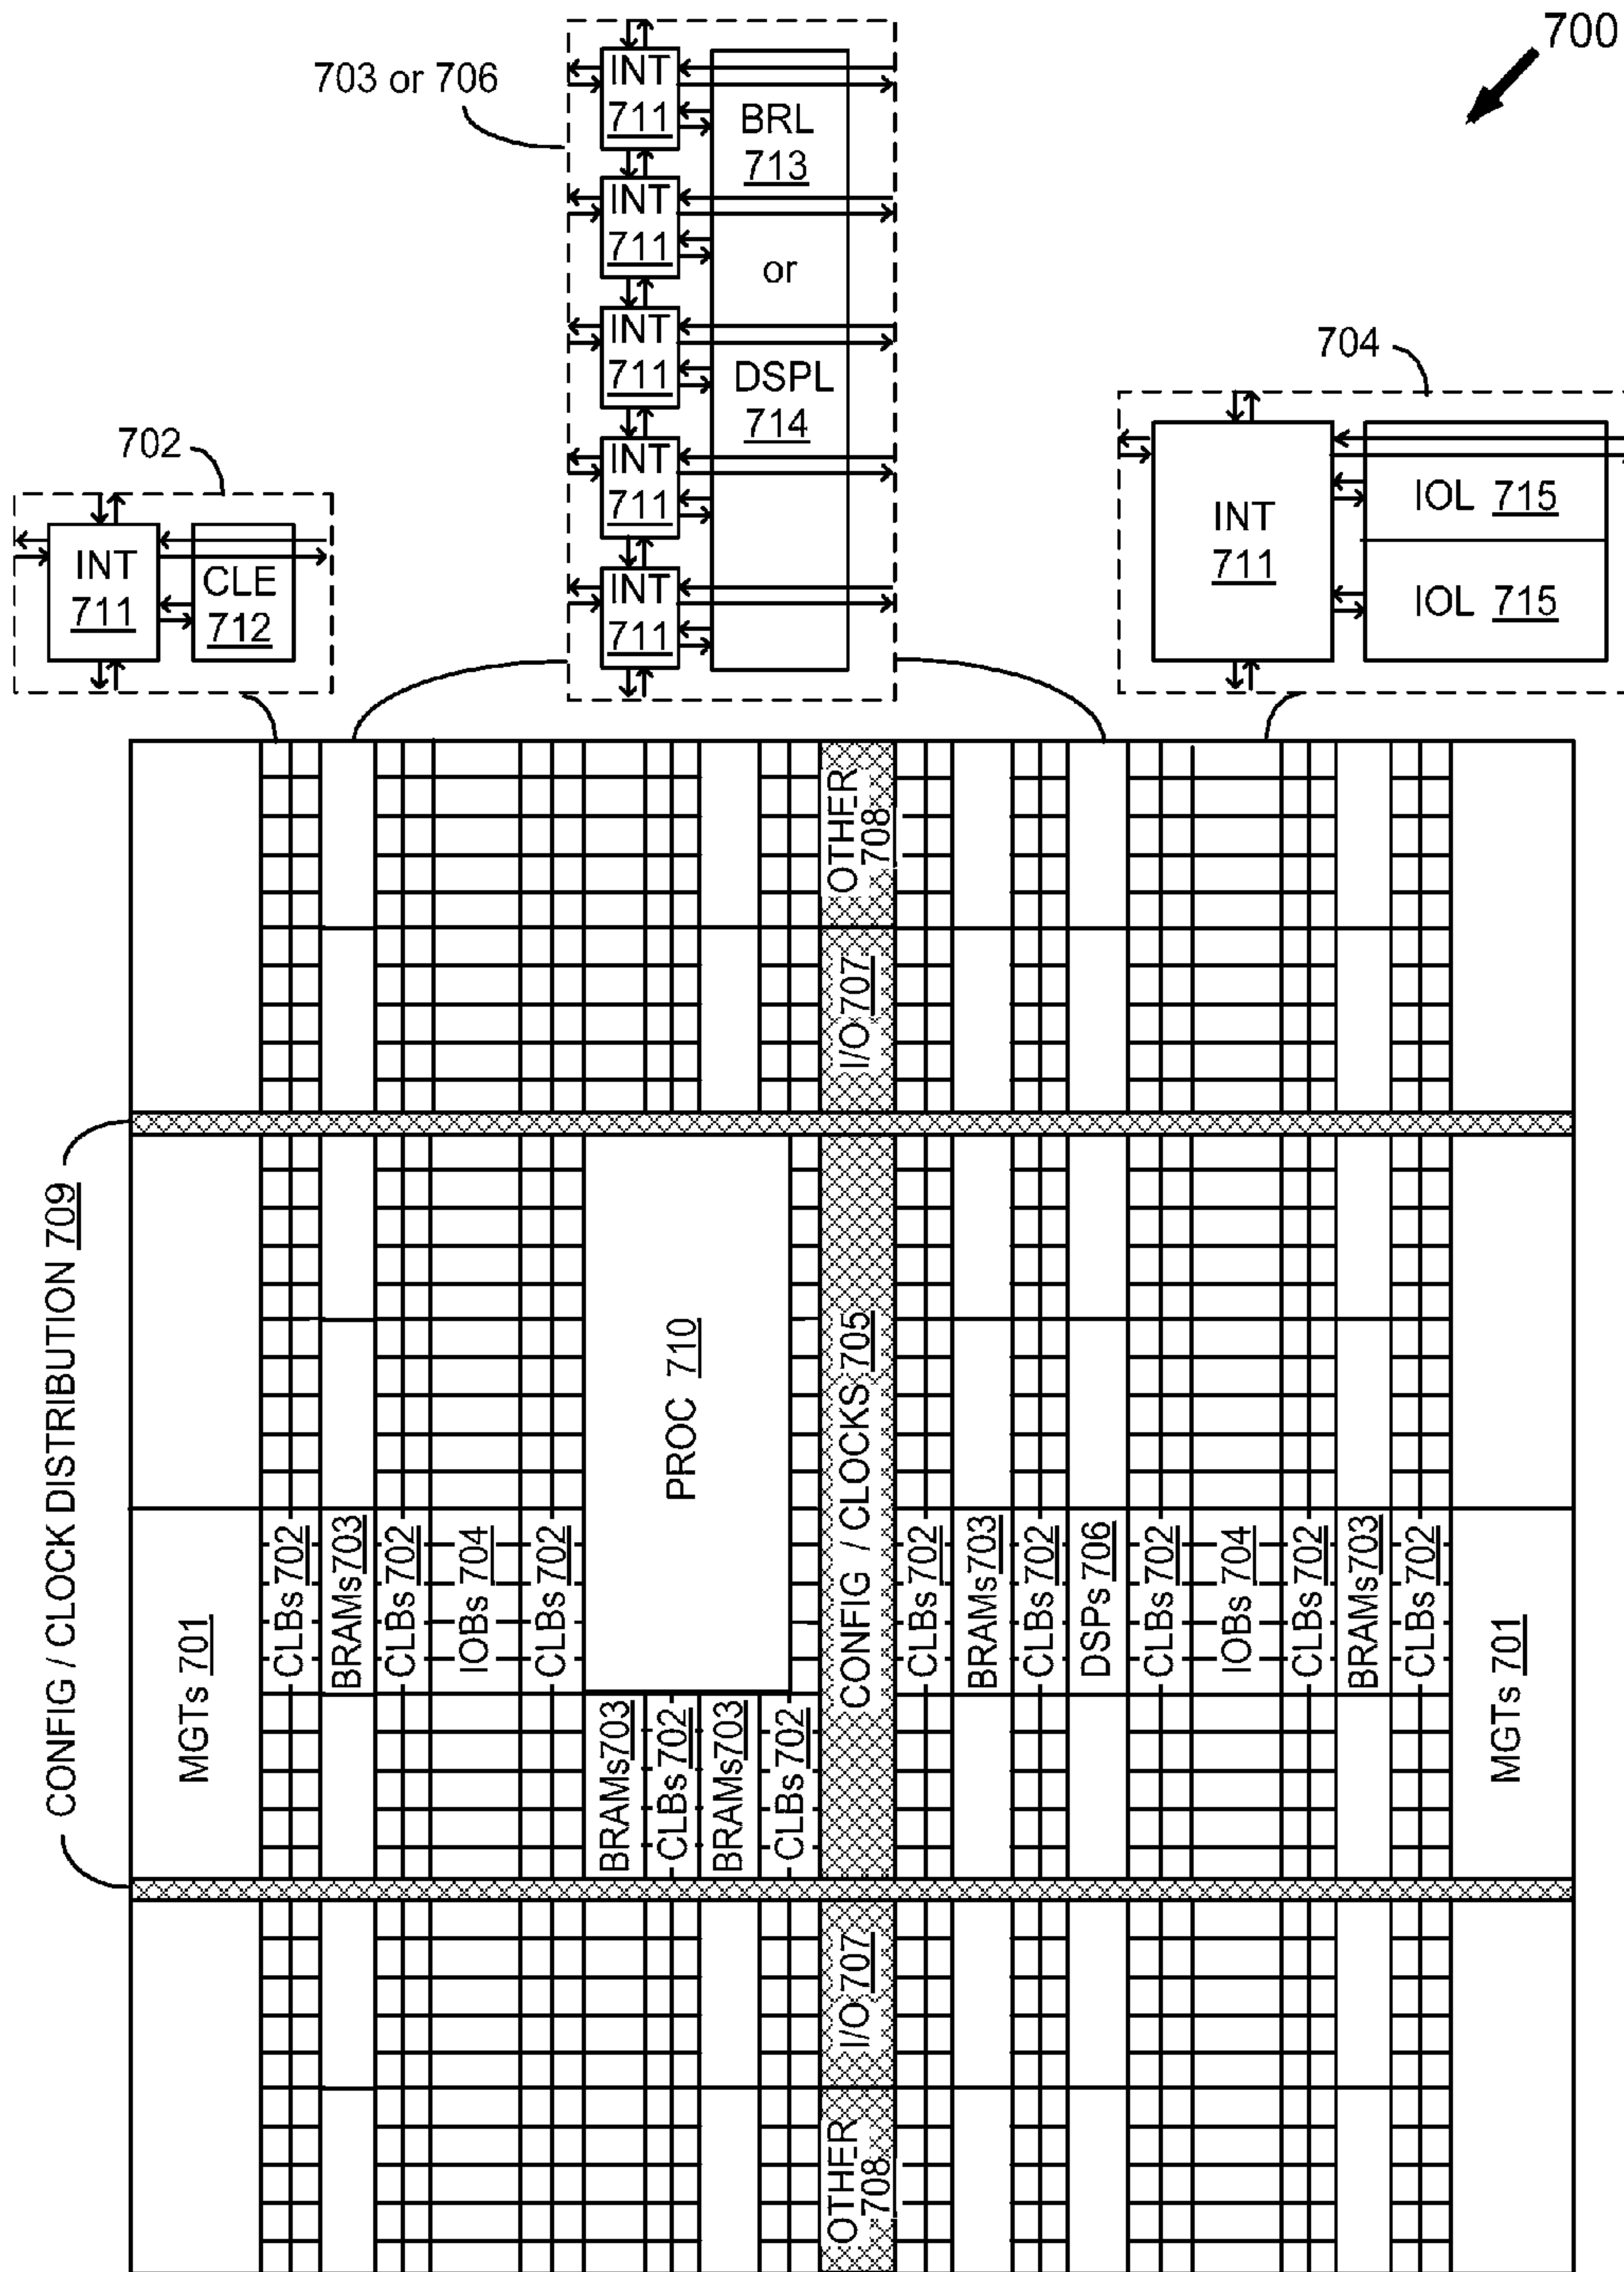 700
703 or 706
INT
711
INT
711
INT
711
INT
711
INT
711
BRL
713
or
DSPL
714
704
INT
711
IOL 715
IOL 715
702
INT
711
CLE
712
CONFIG / CLOCK DISTRIBUTION 709
OTHER
708
I/O 707
PROC 710
CONFIG / CLOCKS 705
MGTs 701
CLBs 702
BRAMs 703
CLBs 702
IOBs 704
CLBs 702
BRAMs 703
CLBs 702
BRAMs 703
CLBs 702
CLBs 702
BRAMs 703
CLBs 702
DSPs 706
CLBs 702
IOBs 704
CLBs 702
BRAMs 703
CLBs 702
MGTs 701
I/O 707
OTHER
708